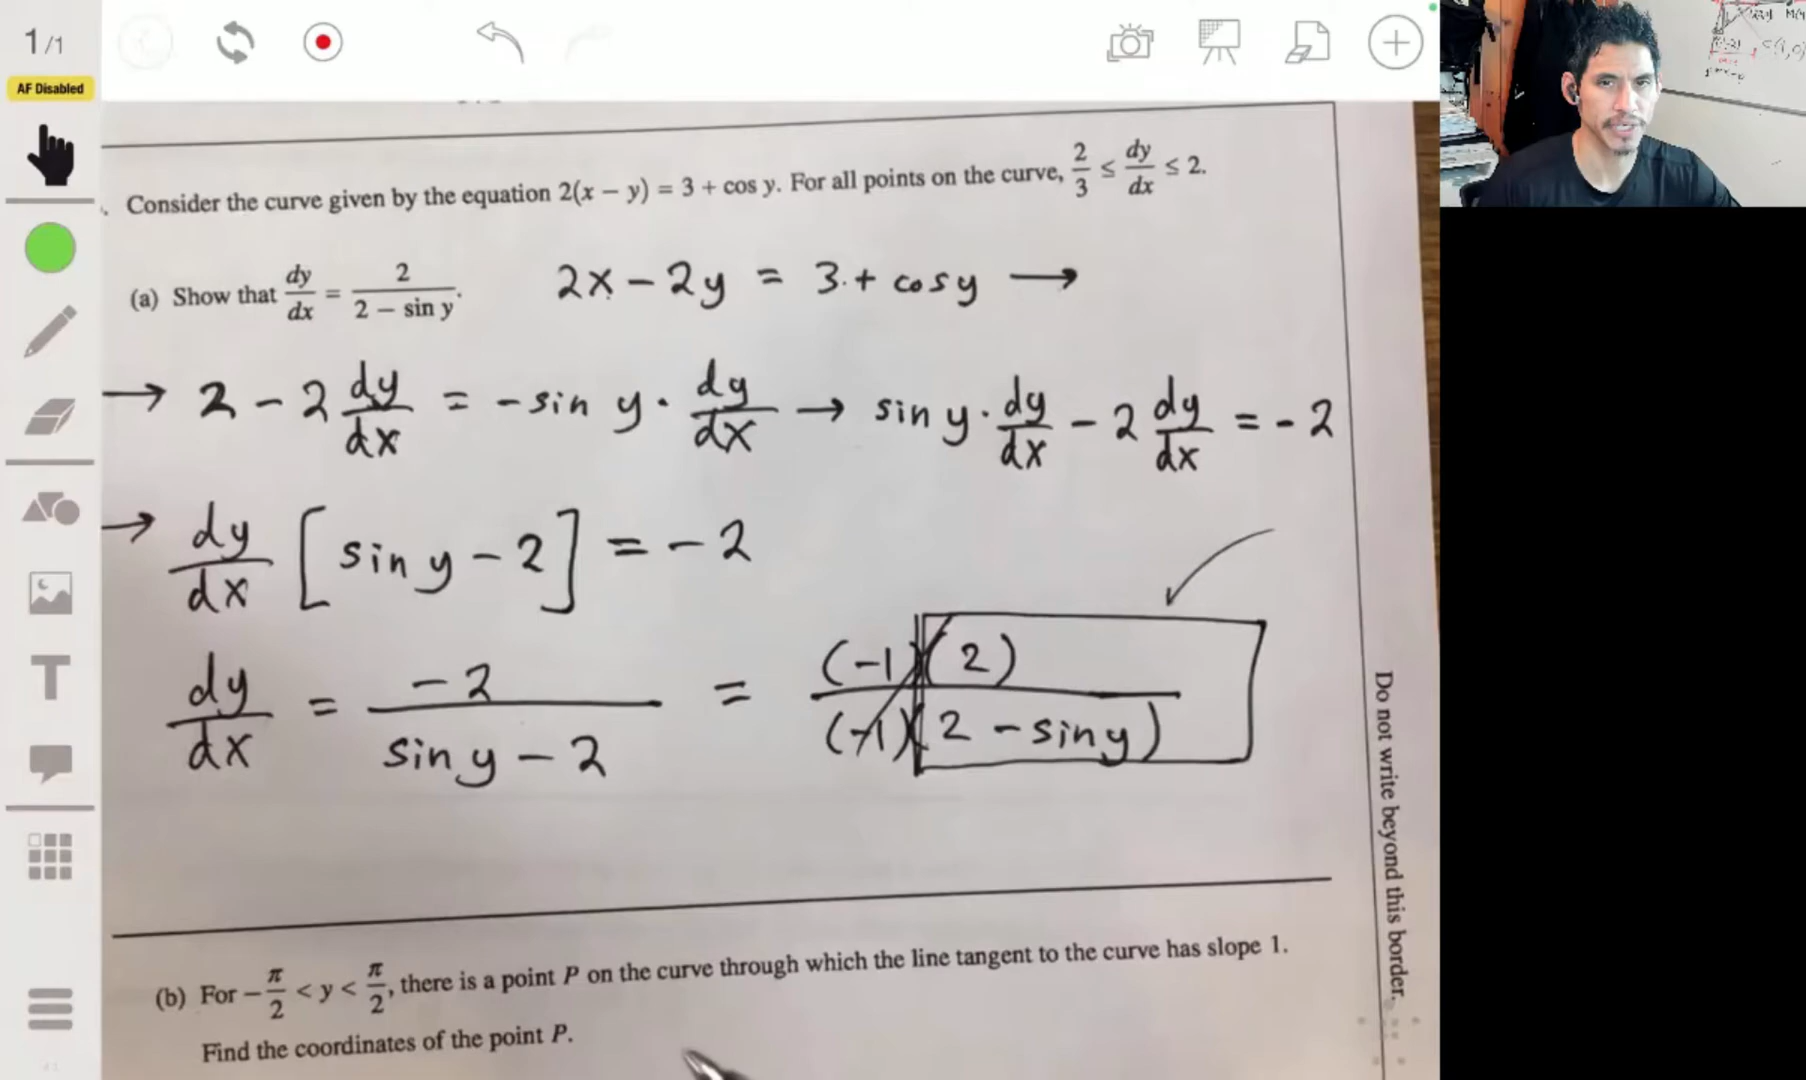 1/1
AF Disabled
. Consider the curve given by the equation 2(x − y) = 3 + cos y. For all points on the curve, 2/3 ≤ dy/dx ≤ 2.
(a) Show that dy/dx = 2/(2 − sin y).
2x − 2y = 3 + cos y →
→ 2 − 2 dy/dx = − sin y · dy/dx → sin y · dy/dx − 2 dy/dx = − 2
→ dy/dx [sin y − 2] = − 2
dy/dx = − 2/(sin y − 2) = (−1)(2)/(−1)(2 − sin y)
(b) For −π/2 < y < π/2, there is a point P on the curve through which the line tangent to the curve has slope 1.
Find the coordinates of the point P.
Do not write beyond this border.
T